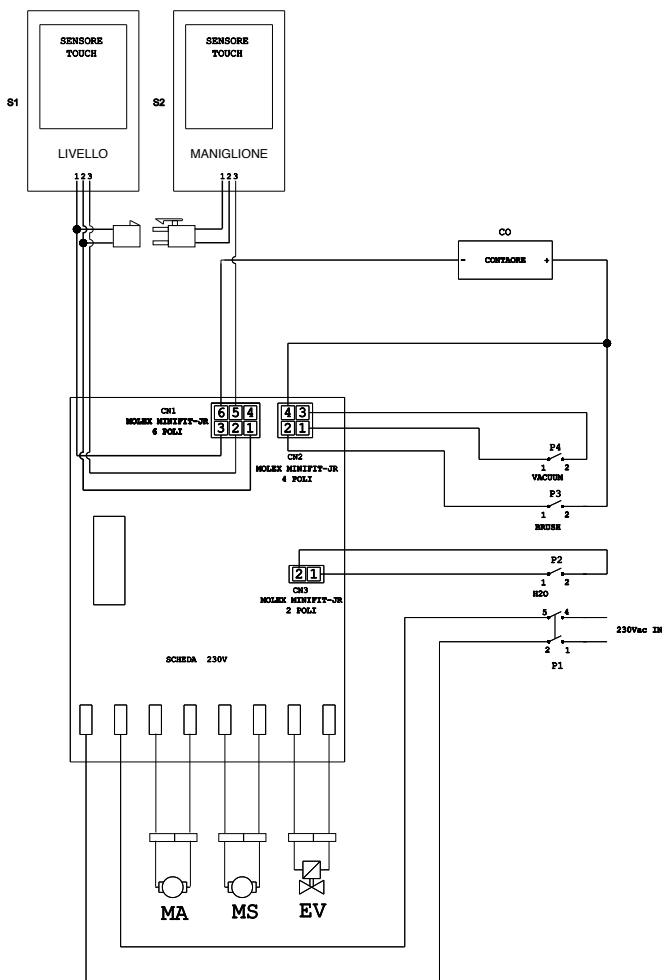 SENSORE
TOUCH
SENSORE
TOUCH
S1
S2
LIVELLO
MANIGLIONE
1 2 3
1 2 3
CO
- CONTAORE +
CN1
MOLEX MINIFIT-JR
6 POLI
6 5 4
3 2 1
4 3
2 1
CN2
MOLEX MINIFIT-JR
4 POLI
P4
1 2
VACUUM
P3
1 2
BRUSH
2 1
CN3
MOLEX MINIFIT-JR
2 POLI
P2
1 2
H2O
5 4
230Vac IN
2 1
P1
SCHEDA 230V
MA
MS
EV